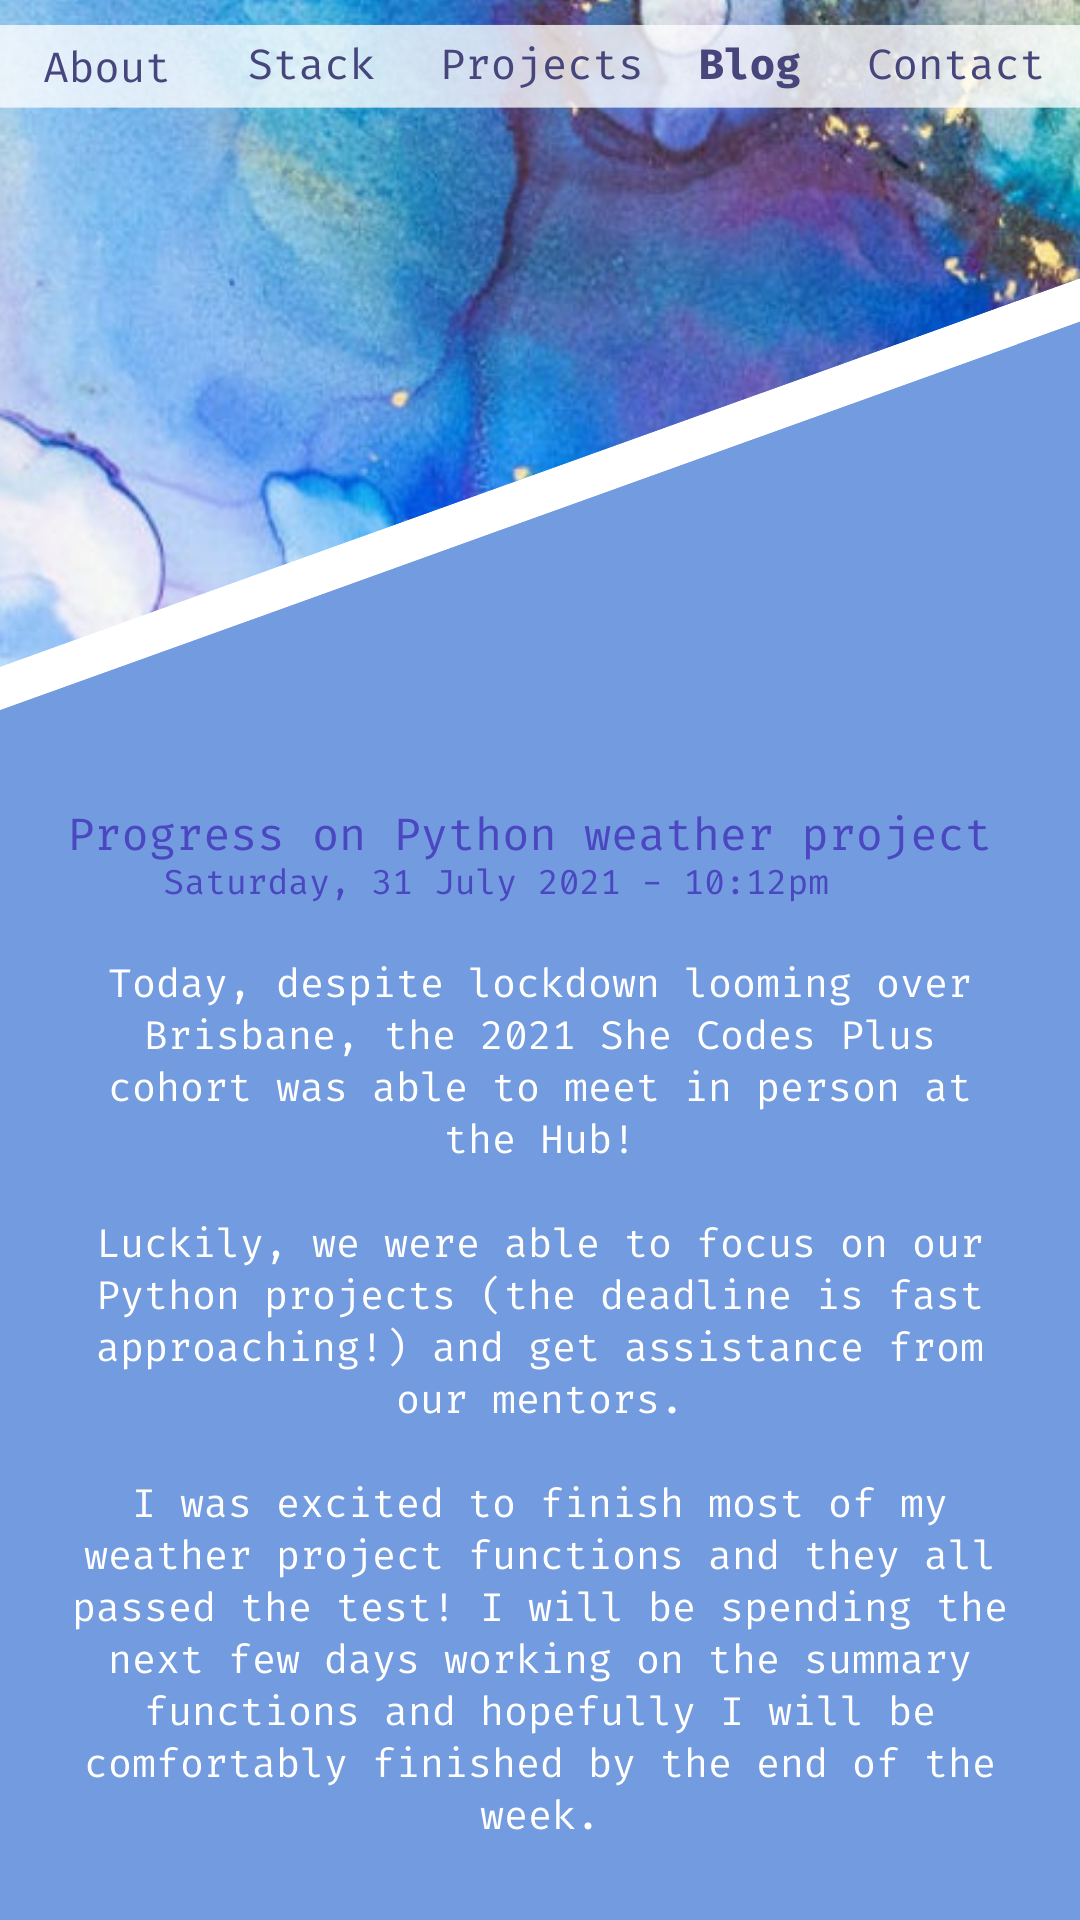 About Stack Projects Blog Contact
Progress on Python weather project
Saturday, 31 July 2021 - 10:12pm
Today, despite lockdown looming over
Brisbane, the 2021 She Codes Plus
cohort was able to meet in person at
the Hub!
Luckily, we were able to focus on our
Python projects (the deadline is fast
approaching!) and get assistance from
our mentors.
I was excited to finish most of my
weather project functions and they all
passed the test! I will be spending the
next few days working on the summary
functions and hopefully I will be
comfortably finished by the end of the
week.